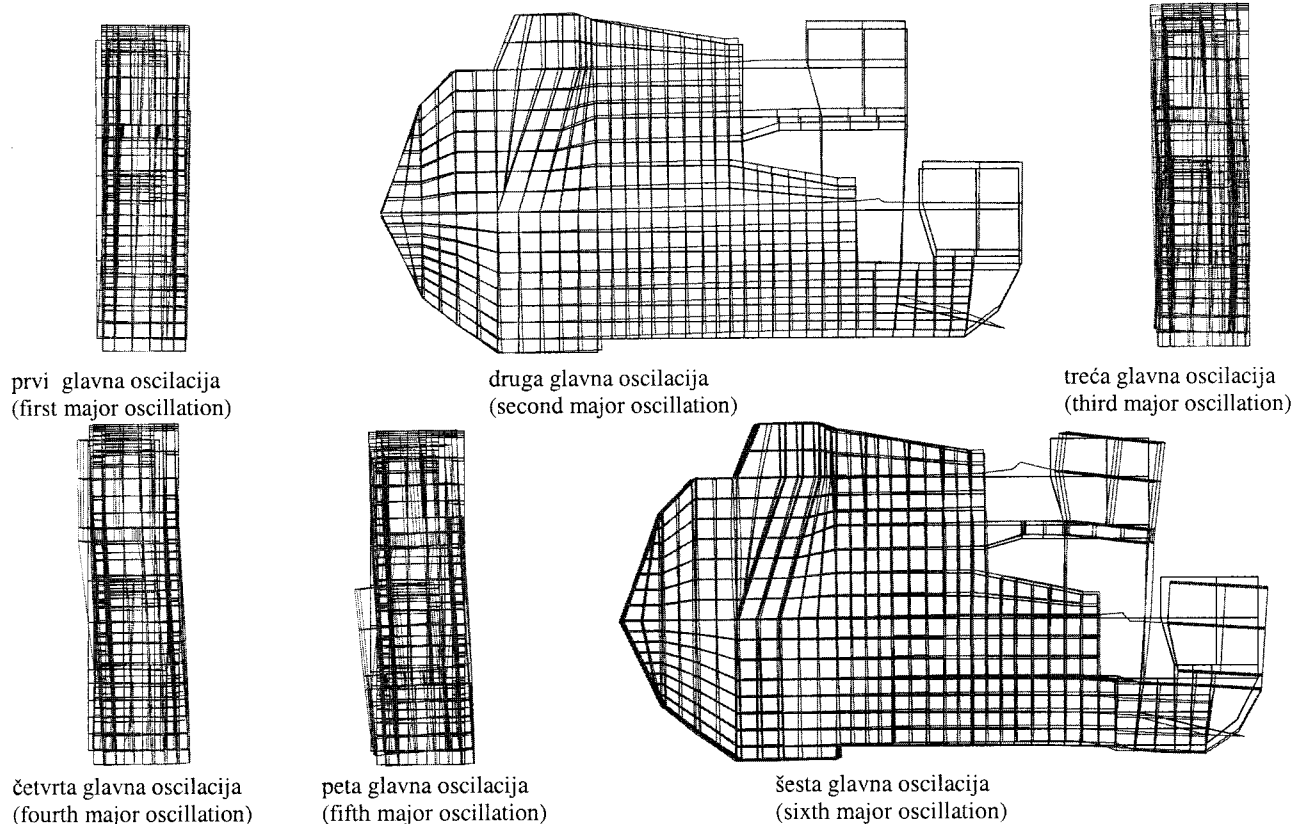 prvi glavna oscilacija
(first major oscillation)
druga glavna oscilacija
(second major oscillation)
treća glavna oscilacija
(third major oscillation)
četvrta glavna oscilacija
(fourth major oscillation)
peta glavna oscilacija
(fifth major oscillation)
šesta glavna oscilacija
(sixth major oscillation)